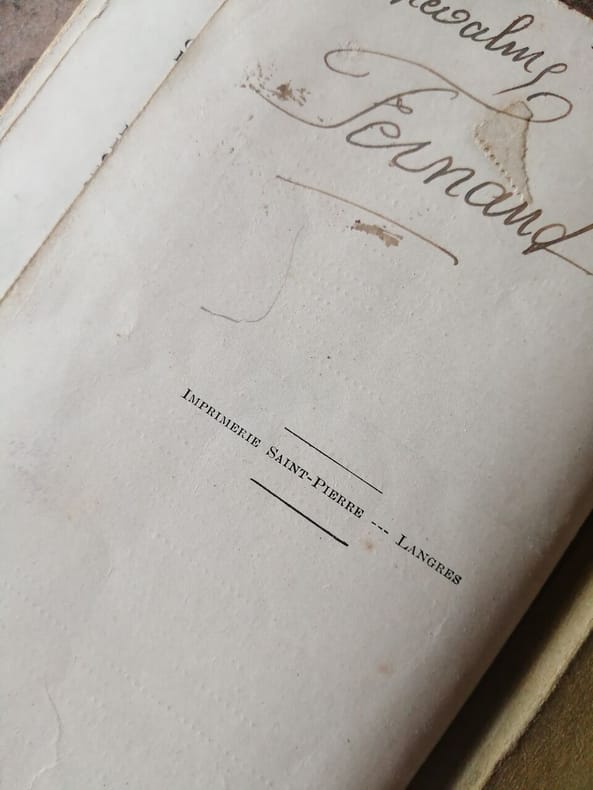 Fernand
IMPRIMERIE SAINT-PIERRE --- LANGRES